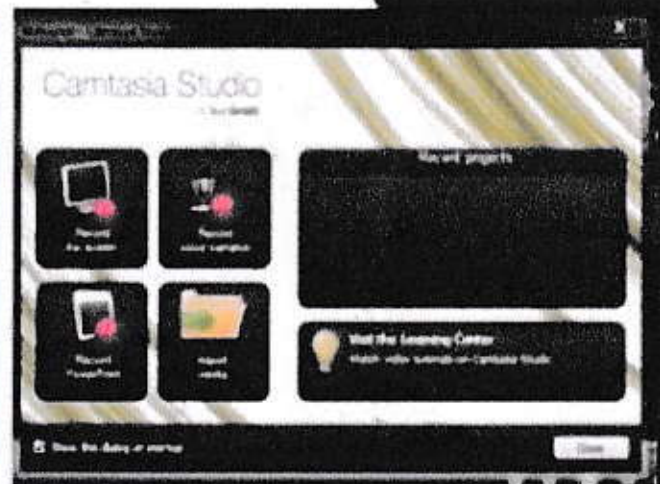 Camtasia Studio
Record
the screen
Record
voice narration
Record
PowerPoint
Import
media
Recent projects
Visit the Learning Center
Watch video tutorials on Camtasia Studio
Show this dialog at startup
Close